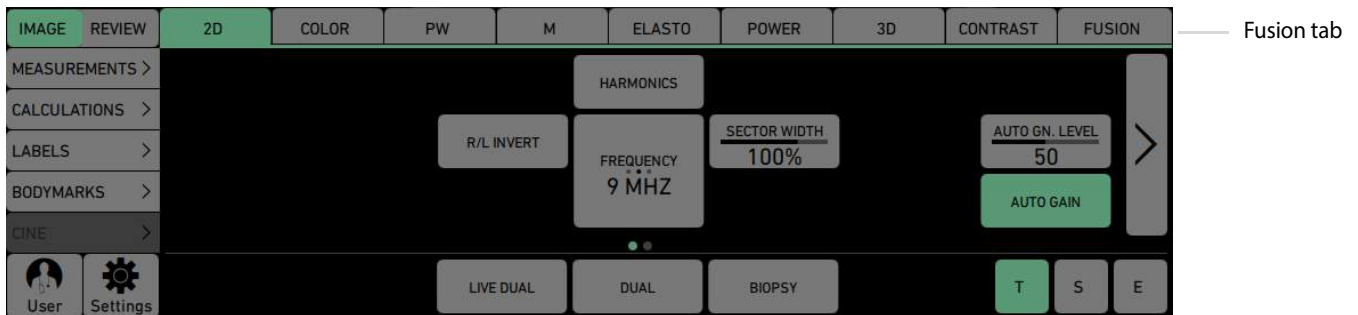 IMAGE REVIEW 2D COLOR PW M ELASTO POWER 3D CONTRAST FUSION
Fusion tab
MEASUREMENTS >
CALCULATIONS >
LABELS >
BODYMARKS >
CINE >
User Settings
HARMONICS
R/L INVERT
FREQUENCY
9 MHZ
SECTOR WIDTH
100%
AUTO GN. LEVEL
50
AUTO GAIN
>
LIVE DUAL DUAL BIOPSY T S E